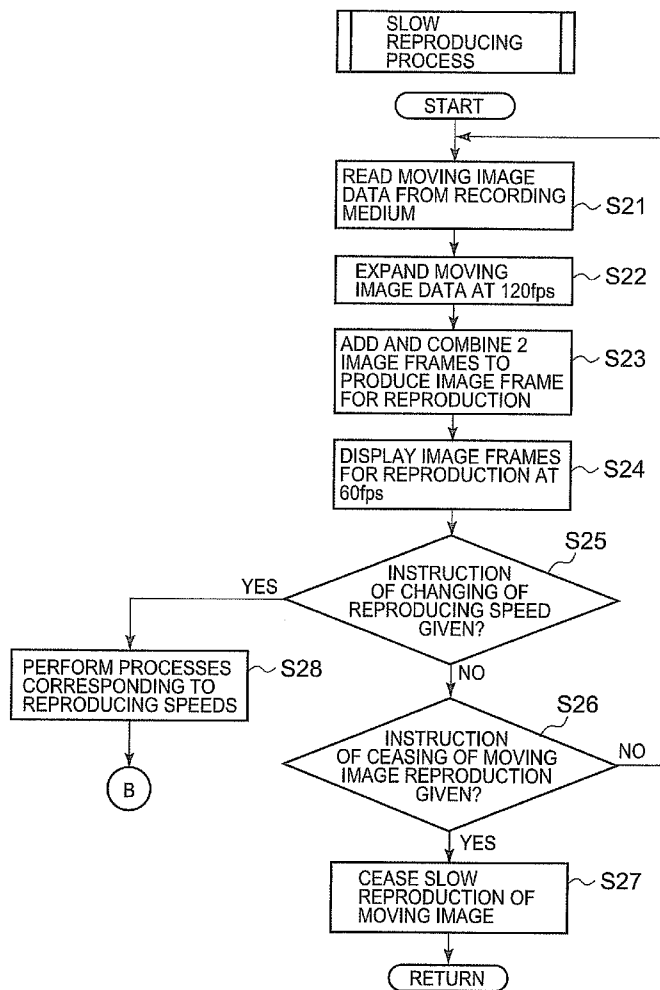 SLOW
REPRODUCING
PROCESS
START
READ MOVING IMAGE
DATA FROM RECORDING
MEDIUM
S21
EXPAND MOVING
IMAGE DATA AT 120fps
S22
ADD AND COMBINE 2
IMAGE FRAMES TO
PRODUCE IMAGE FRAME
FOR REPRODUCTION
S23
DISPLAY IMAGE FRAMES
FOR REPRODUCTION AT
60fps
S24
S25
YES
INSTRUCTION
OF CHANGING OF
REPRODUCING SPEED
GIVEN?
PERFORM PROCESSES
CORRESPONDING TO
REPRODUCING SPEEDS
S28
NO
B
S26
INSTRUCTION
OF CEASING OF MOVING
IMAGE REPRODUCTION
GIVEN?
NO
YES
CEASE SLOW
REPRODUCTION OF
MOVING IMAGE
S27
RETURN